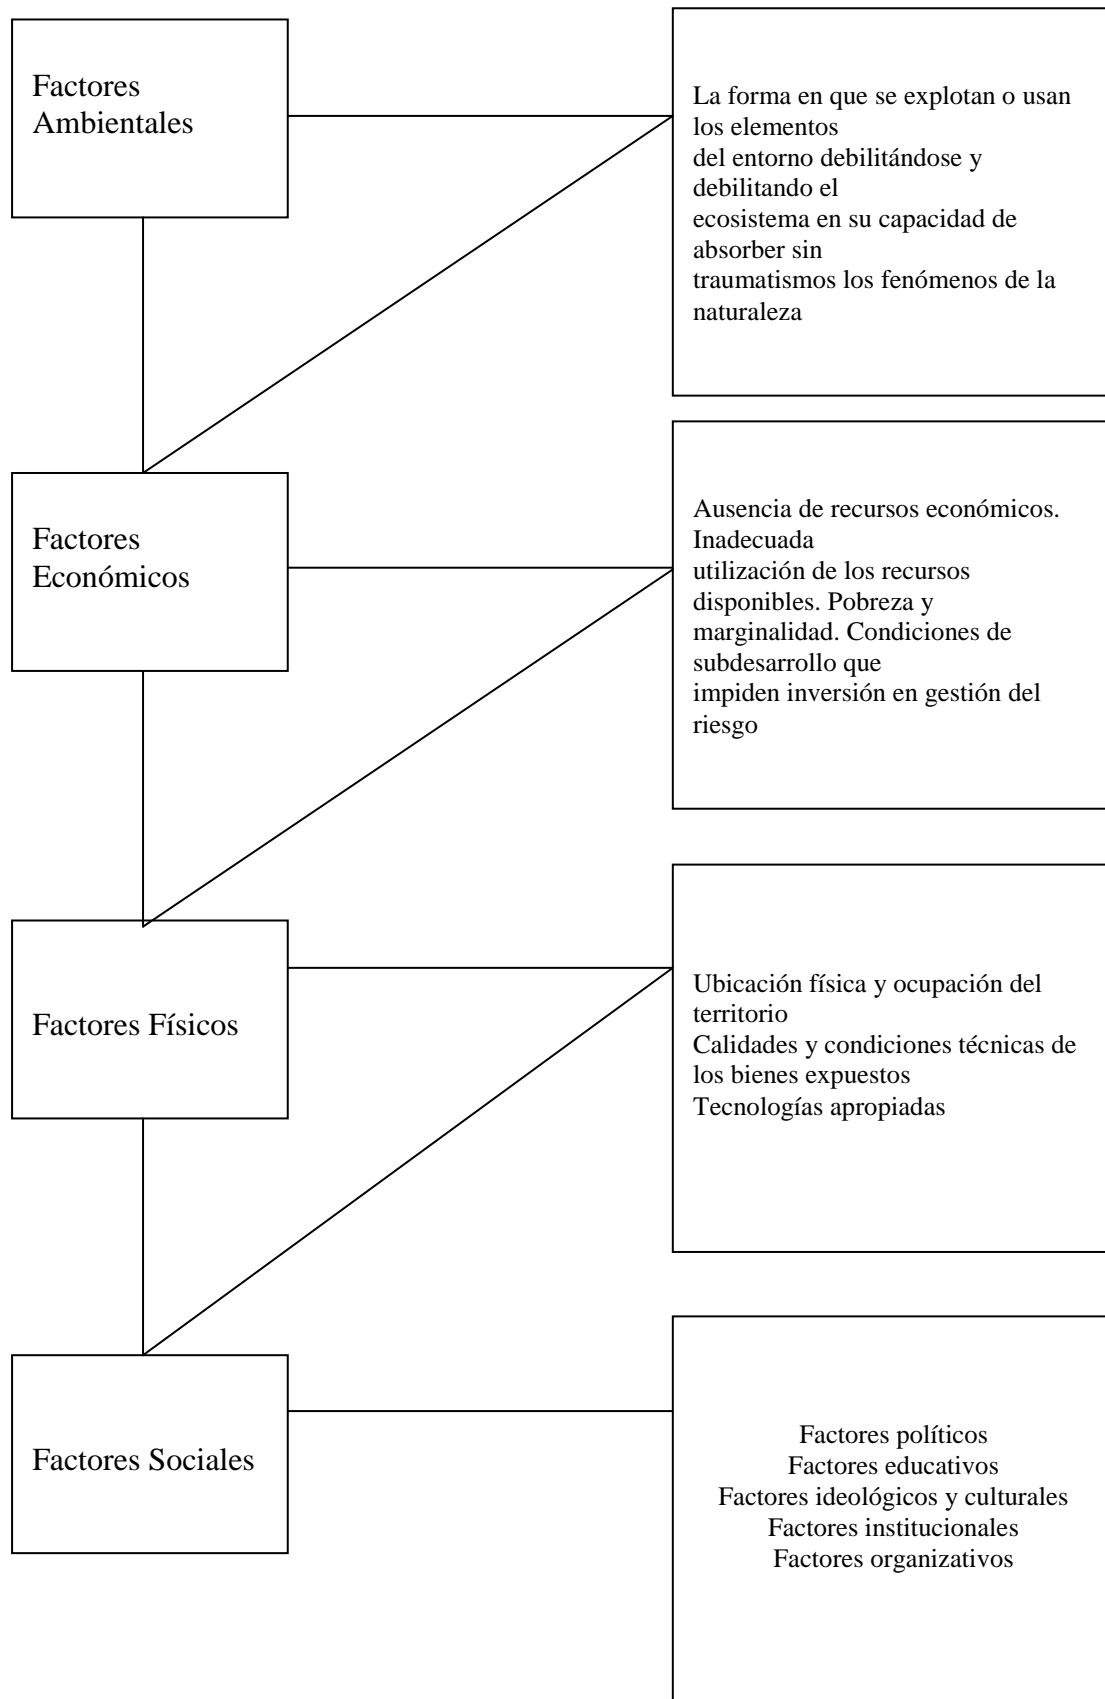 Factores
Ambientales
La forma en que se explotan o usan
los elementos
del entorno debilitándose y
debilitando el
ecosistema en su capacidad de
absorber sin
traumatismos los fenómenos de la
naturaleza
Factores
Económicos
Ausencia de recursos económicos.
Inadecuada
utilización de los recursos
disponibles. Pobreza y
marginalidad. Condiciones de
subdesarrollo que
impiden inversión en gestión del
riesgo
Factores Físicos
Ubicación física y ocupación del
territorio
Calidades y condiciones técnicas de
los bienes expuestos
Tecnologías apropiadas
Factores Sociales
Factores políticos
Factores educativos
Factores ideológicos y culturales
Factores institucionales
Factores organizativos